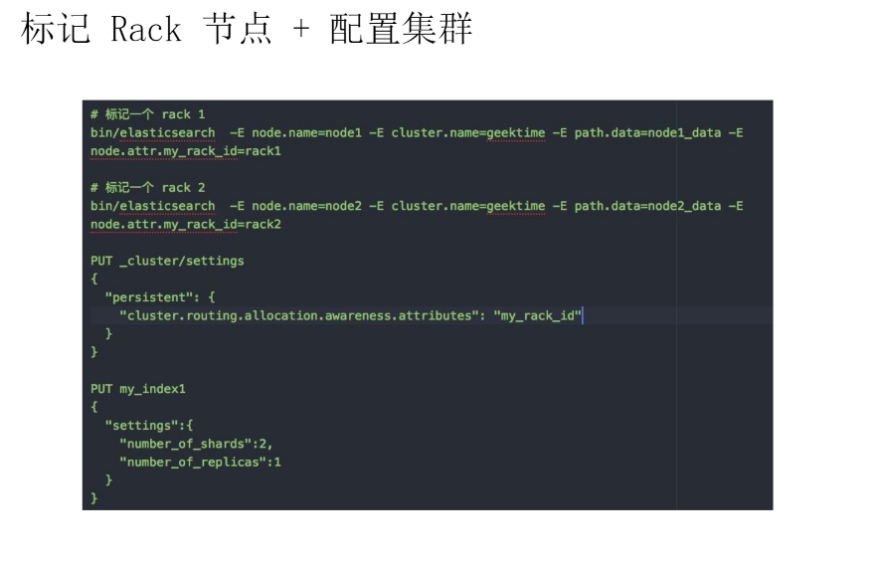 标记 Rack 节点 + 配置集群
# 标记一个 rack 1
bin/elasticsearch  -E node.name=node1 -E cluster.name=geektime -E path.data=node1_data -E
node.attr.my_rack_id=rack1
# 标记一个 rack 2
bin/elasticsearch  -E node.name=node2 -E cluster.name=geektime -E path.data=node2_data -E
node.attr.my_rack_id=rack2
PUT _cluster/settings
{
  "persistent": {
    "cluster.routing.allocation.awareness.attributes": "my_rack_id"
  }
}
PUT my_index1
{
  "settings":{
    "number_of_shards":2,
    "number_of_replicas":1
  }
}